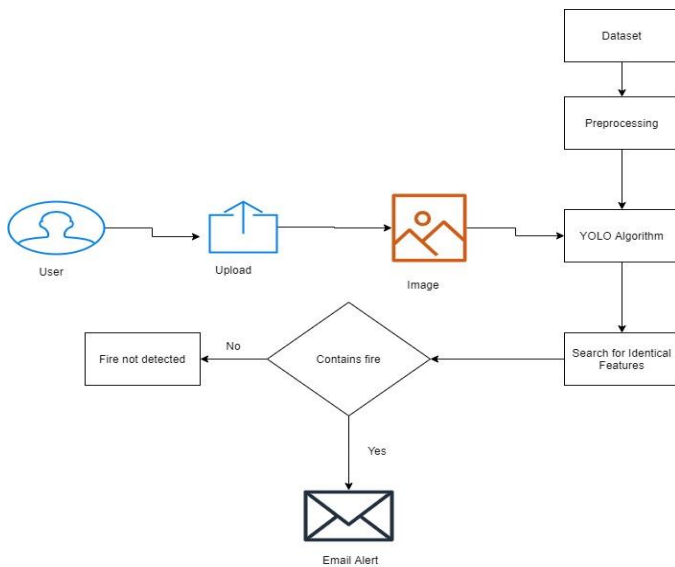 Dataset
Preprocessing
YOLO Algorithm
User
Upload
Image
Search for Identical
Features
Contains fire
No
Fire not detected
Yes
Email Alert